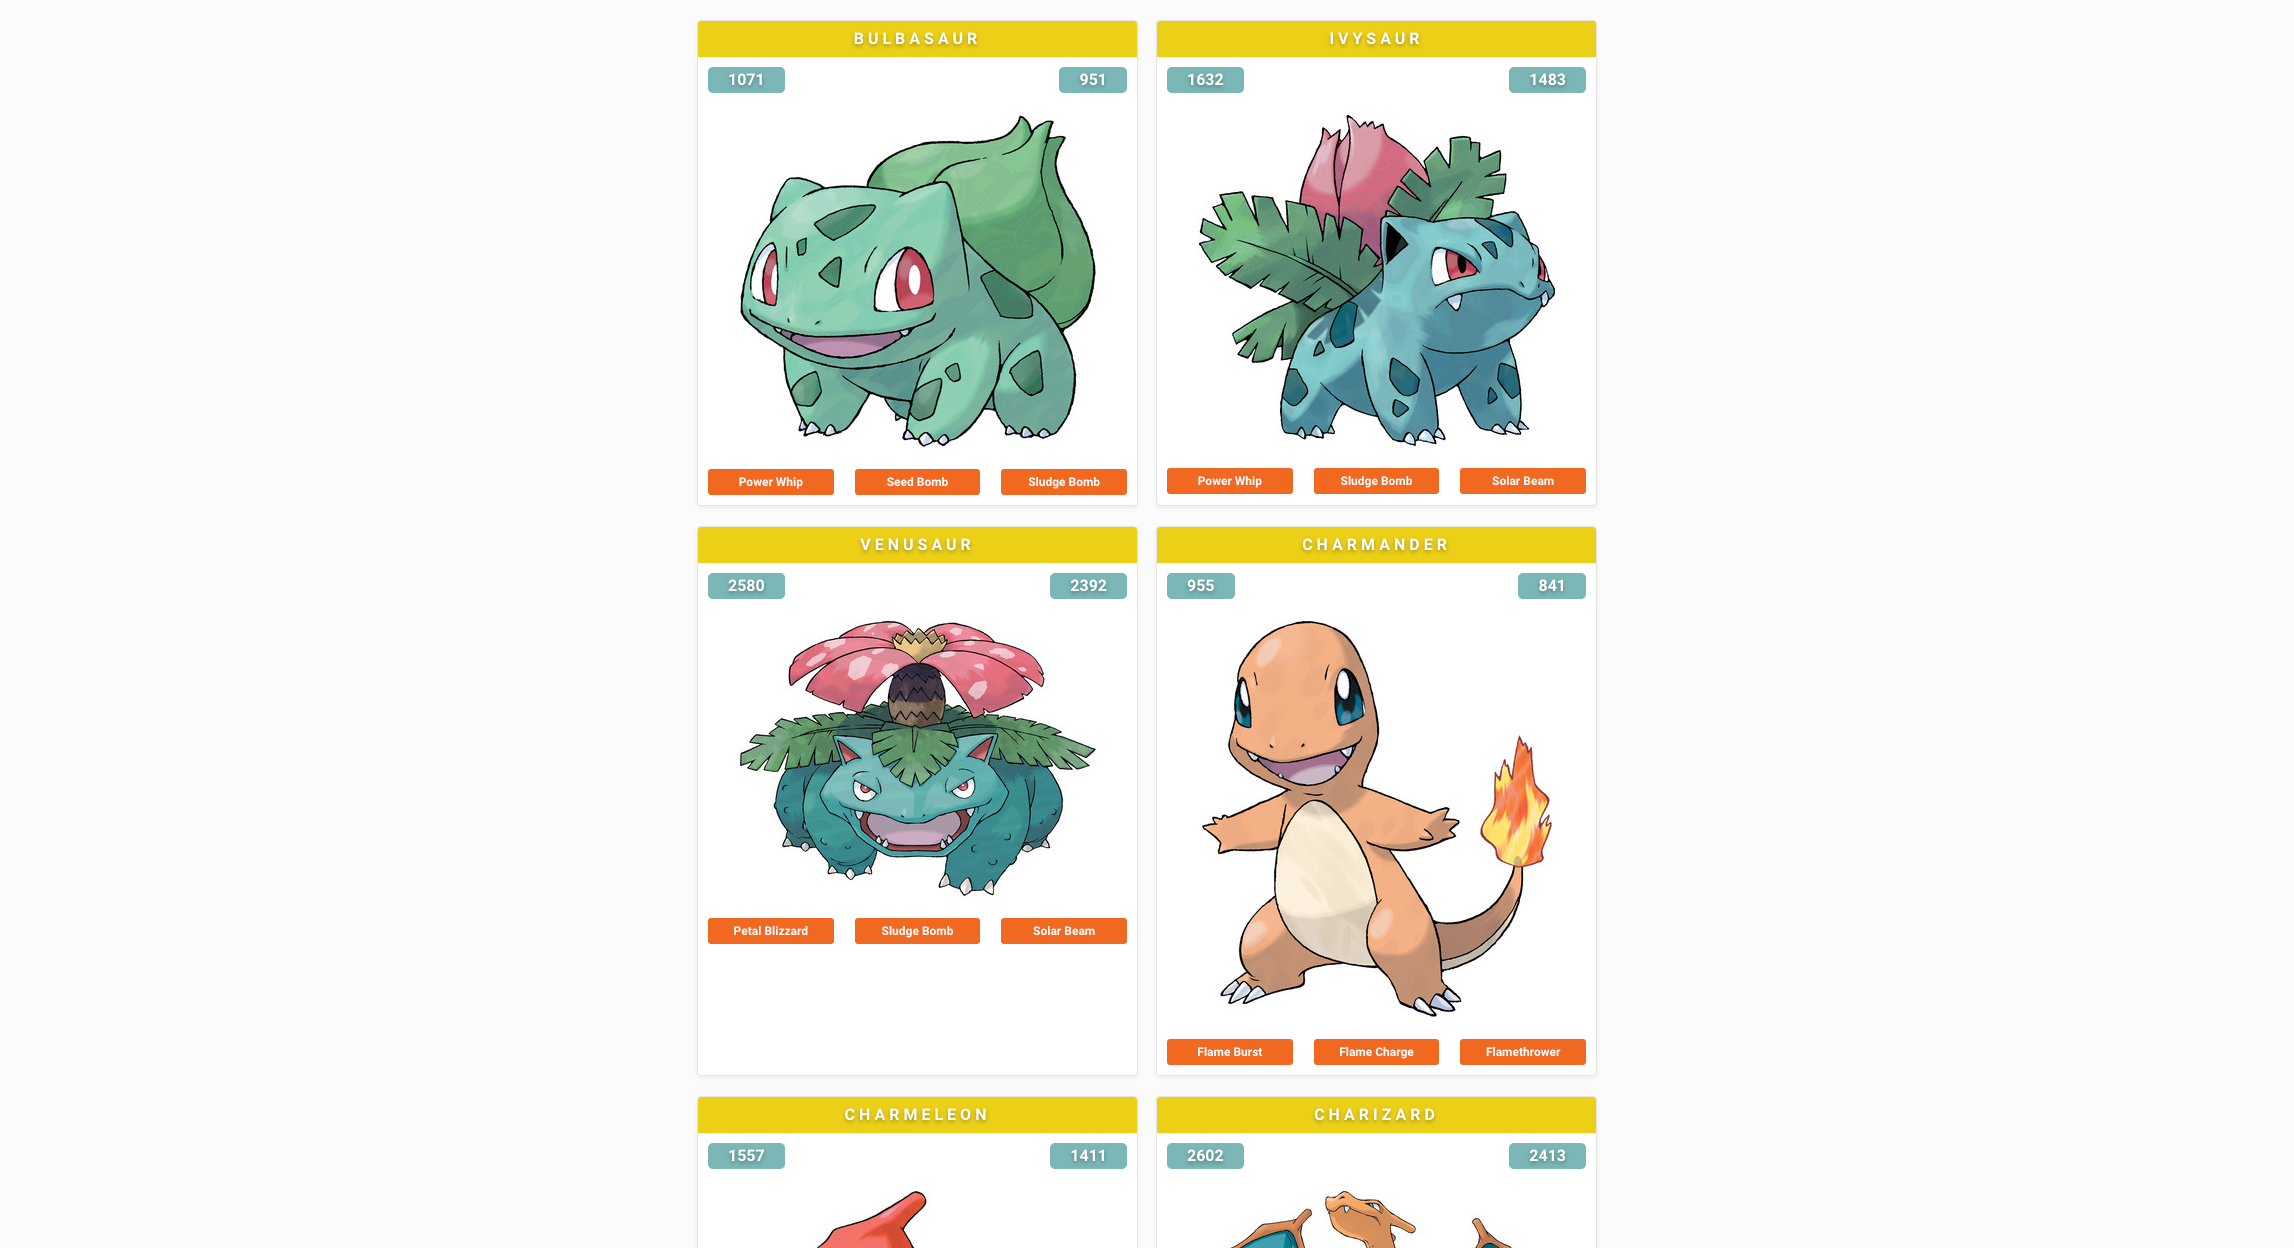 BULBASAUR
1071 951
Power Whip Seed Bomb Sludge Bomb
IVYSAUR
1632 1483
Power Whip Sludge Bomb Solar Beam
VENUSAUR
2580 2392
Petal Blizzard Sludge Bomb Solar Beam
CHARMANDER
955 841
Flame Burst Flame Charge Flamethrower
CHARMELEON
1557 1411
CHARIZARD
2602 2413